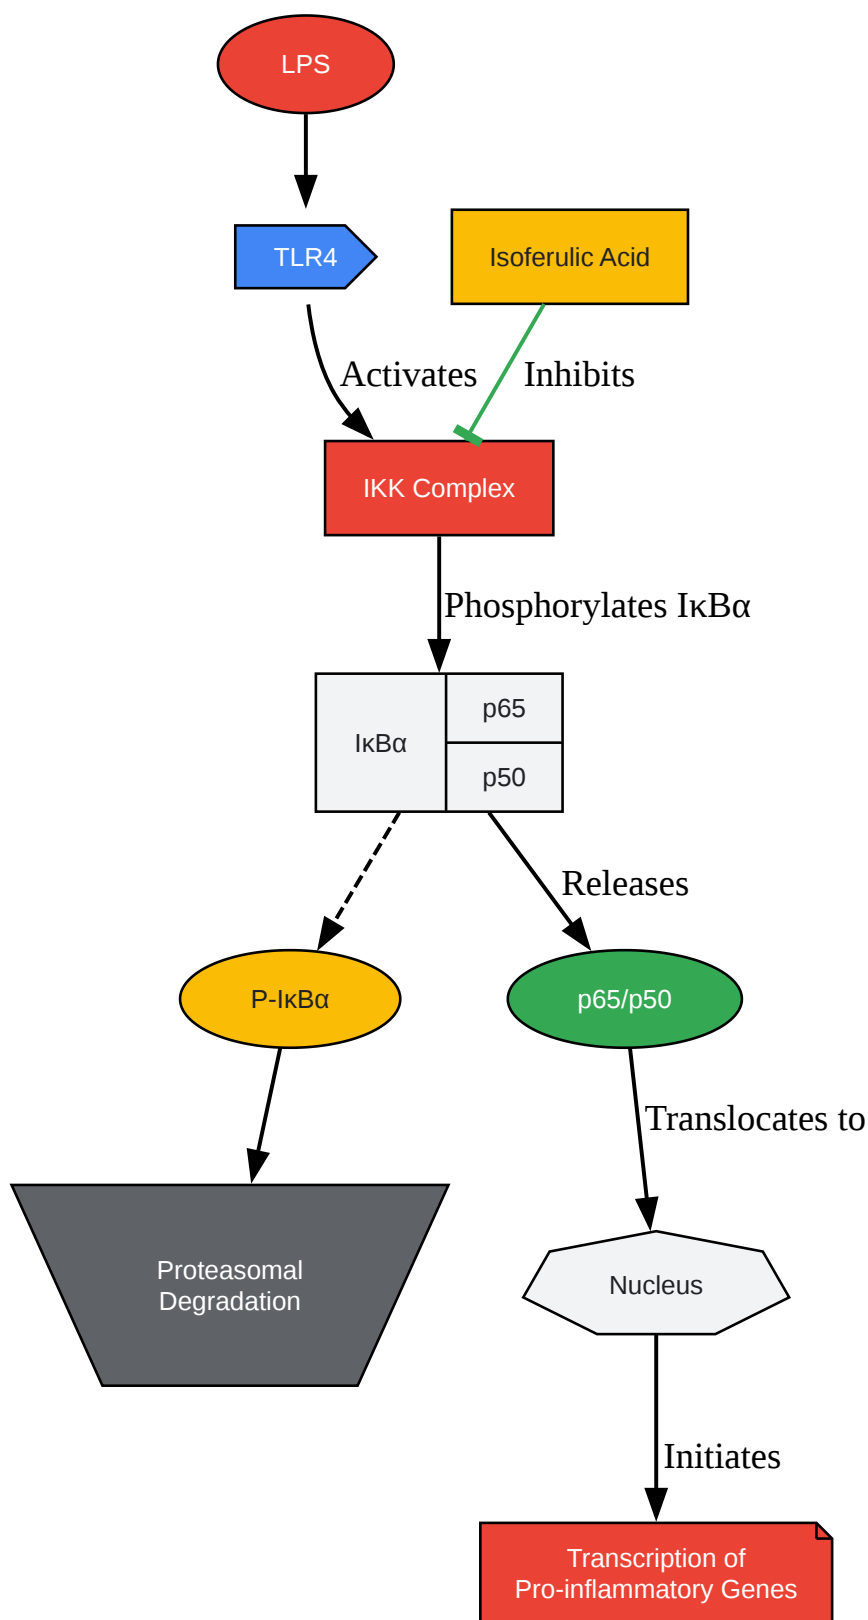 LPS
TLR4
Isoferulic Acid
Activates
Inhibits
IKK Complex
Phosphorylates IκBα
IκBα
p65
p50
Releases
P-IκBα
p65/p50
Translocates to
Proteasomal
Degradation
Nucleus
Initiates
Transcription of
Pro-inflammatory Genes